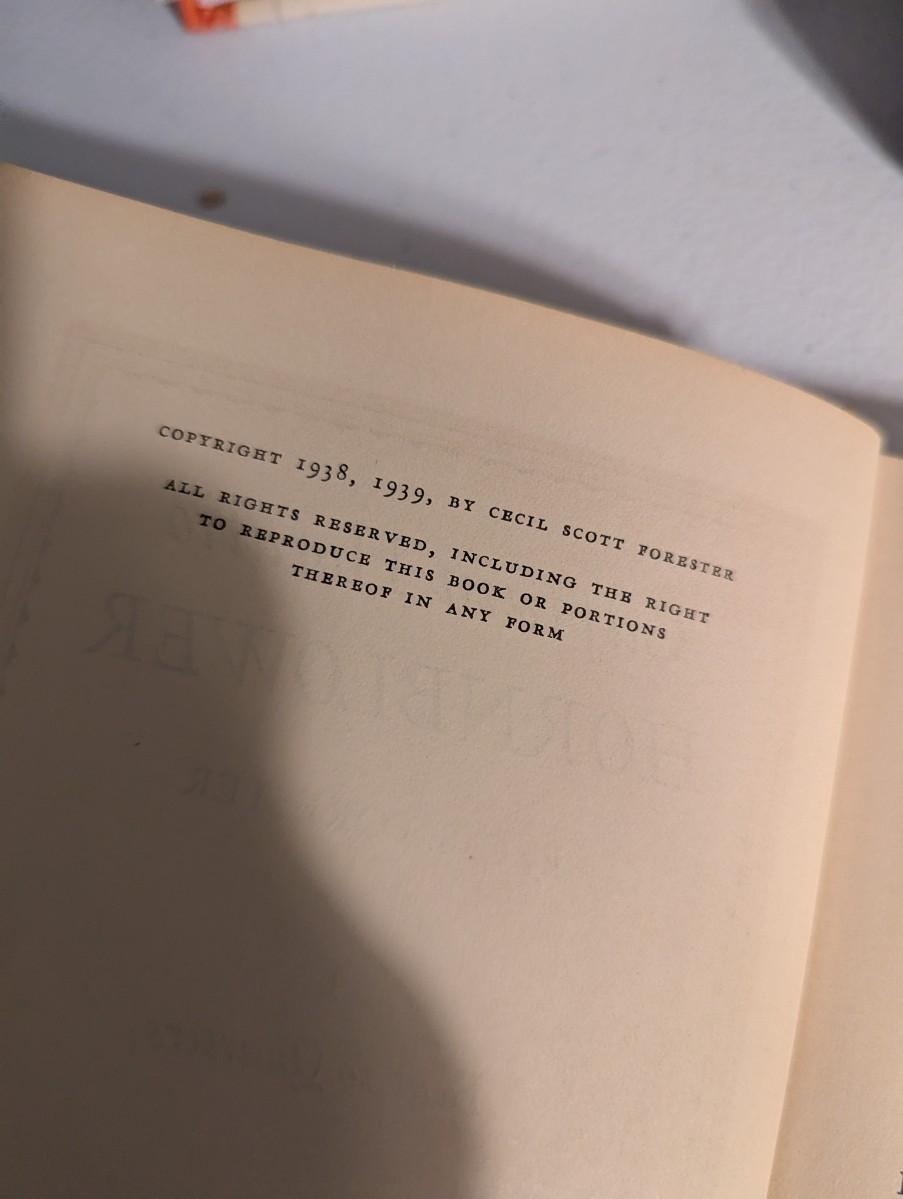 COPYRIGHT 1938, 1939, BY CECIL SCOTT FORESTER
ALL RIGHTS RESERVED, INCLUDING THE RIGHT
TO REPRODUCE THIS BOOK OR PORTIONS
THEREOF IN ANY FORM
HORNBLOWER